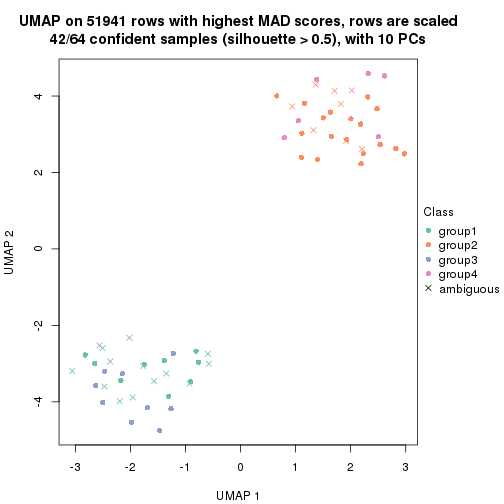 UMAP on 51941 rows with highest MAD scores, rows are scaled
42/64 confident samples (silhouette > 0.5), with 10 PCs
4
2
0
-2
-4
UMAP 2
-3
-2
-1
0
1
2
3
UMAP 1
Class
group1
group2
group3
group4
ambiguous